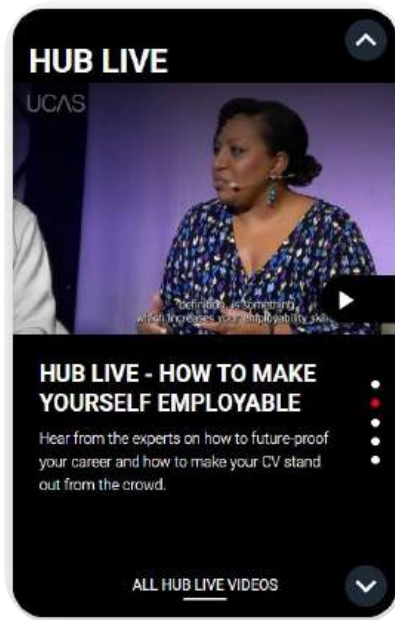 HUB LIVE
UCAS
"definition, is something,
which increases your employability skil
HUB LIVE - HOW TO MAKE
YOURSELF EMPLOYABLE
Hear from the experts on how to future-proof
your career and how to make your CV stand
out from the crowd.
ALL HUB LIVE VIDEOS